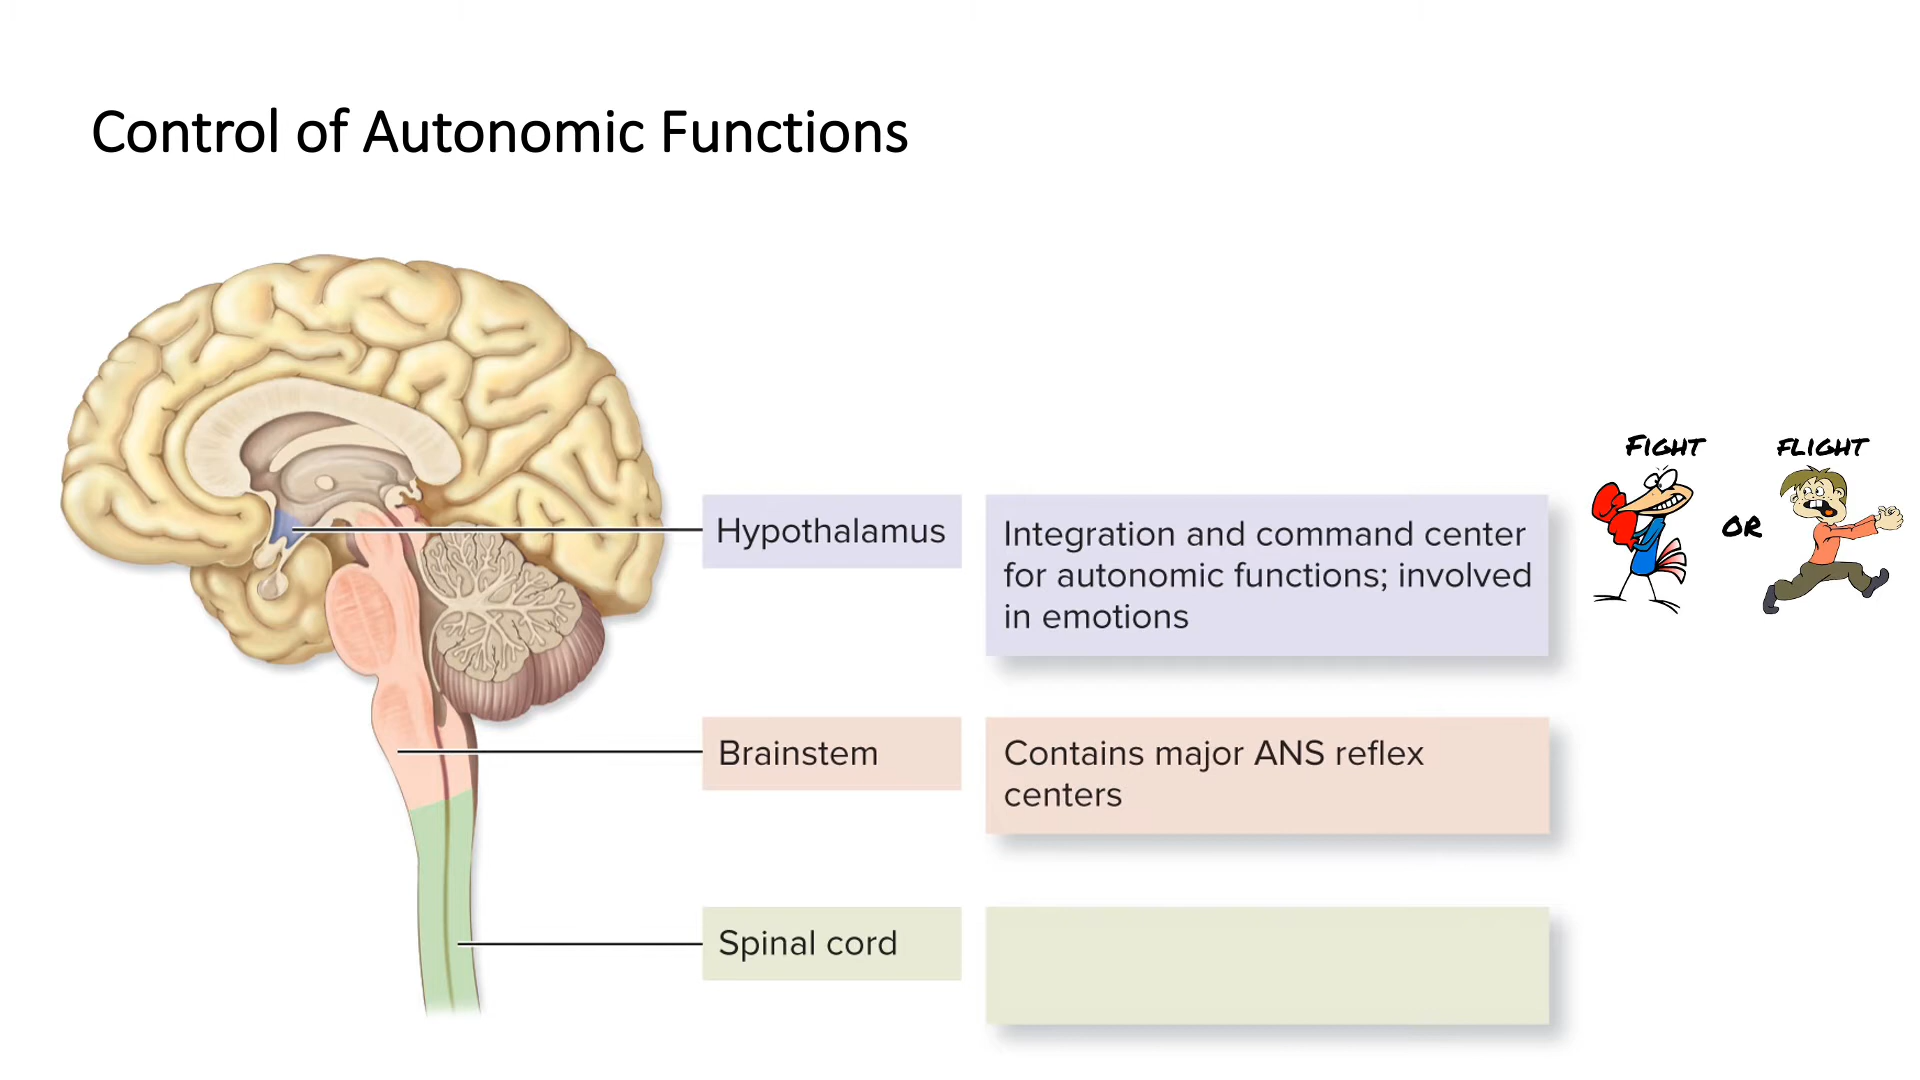 Control of Autonomic Functions
FIGHT
FLIGHT
OR
Hypothalamus
Integration and command center
for autonomic functions; involved
in emotions
Brainstem
Contains major ANS reflex
centers
Spinal cord